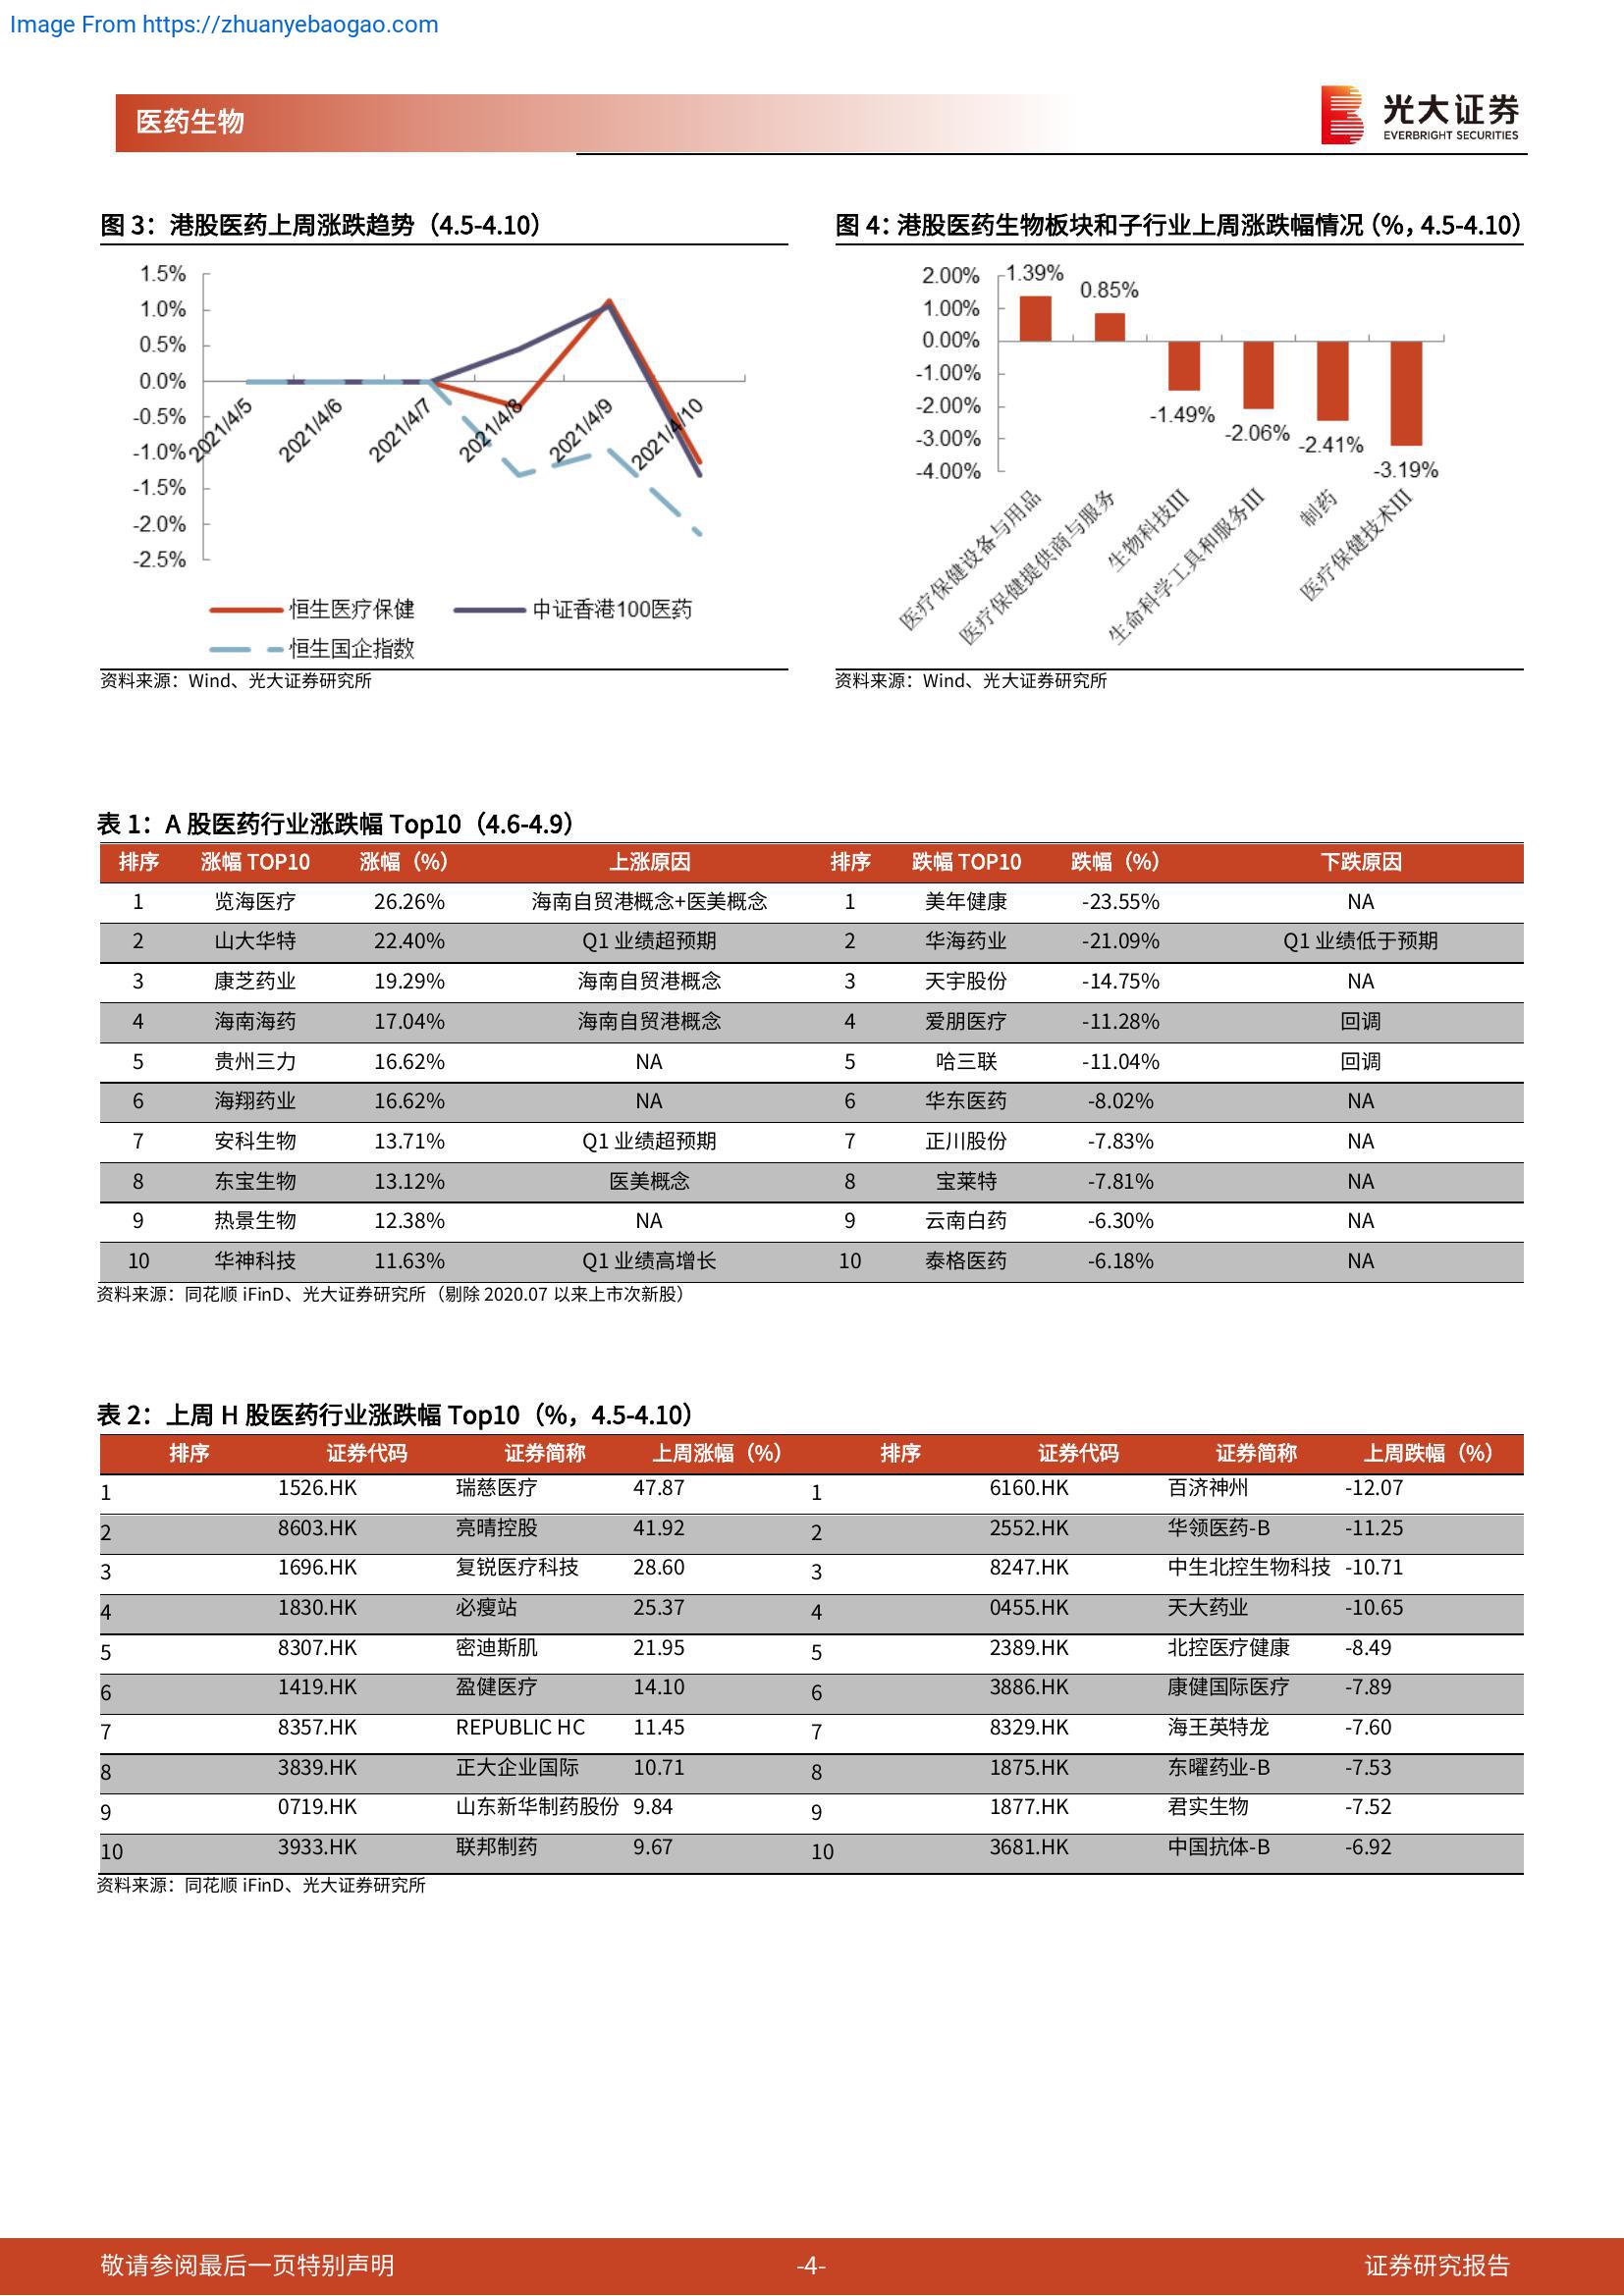 Image From https://zhuanyebaogao.com
医药生物
光大证券
EVERBRIGHT SECURITIES
图 3：港股医药上周涨跌趋势（4.5-4.10）
1.5%
1.0%
0.5%
0.0%
-0.5%
-1.0%
-1.5%
-2.0%
-2.5%
2021/4/5
2021/4/6
2021/4/7
2021/4/8
2021/4/9
2021/4/10
恒生医疗保健
中证香港100医药
恒生国企指数
资料来源：Wind、光大证券研究所
图 4：港股医药生物板块和子行业上周涨跌幅情况（%，4.5-4.10）
2.00%
1.00%
0.00%
-1.00%
-2.00%
-3.00%
-4.00%
1.39%
0.85%
-1.49%
-2.06%
-2.41%
-3.19%
医疗保健设备与用品
医疗保健提供商与服务
生物科技III
生命科学工具和服务III
制药
医疗保健技术III
资料来源：Wind、光大证券研究所
表 1：A 股医药行业涨跌幅 Top10（4.6-4.9）
排序 涨幅 TOP10 涨幅（%） 上涨原因 排序 跌幅 TOP10 跌幅（%） 下跌原因
1 览海医疗 26.26% 海南自贸港概念+医美概念 1 美年健康 -23.55% NA
2 山大华特 22.40% Q1 业绩超预期 2 华海药业 -21.09% Q1 业绩低于预期
3 康芝药业 19.29% 海南自贸港概念 3 天宇股份 -14.75% NA
4 海南海药 17.04% 海南自贸港概念 4 爱朋医疗 -11.28% 回调
5 贵州三力 16.62% NA 5 哈三联 -11.04% 回调
6 海翔药业 16.62% NA 6 华东医药 -8.02% NA
7 安科生物 13.71% Q1 业绩超预期 7 正川股份 -7.83% NA
8 东宝生物 13.12% 医美概念 8 宝莱特 -7.81% NA
9 热景生物 12.38% NA 9 云南白药 -6.30% NA
10 华神科技 11.63% Q1 业绩高增长 10 泰格医药 -6.18% NA
资料来源：同花顺 iFinD、光大证券研究所（剔除 2020.07 以来上市次新股）
表 2：上周 H 股医药行业涨跌幅 Top10（%，4.5-4.10）
排序 证券代码 证券简称 上周涨幅（%） 排序 证券代码 证券简称 上周跌幅（%）
1 1526.HK 瑞慈医疗 47.87 1 6160.HK 百济神州 -12.07
2 8603.HK 亮晴控股 41.92 2 2552.HK 华领医药-B -11.25
3 1696.HK 复锐医疗科技 28.60 3 8247.HK 中生北控生物科技 -10.71
4 1830.HK 必瘦站 25.37 4 0455.HK 天大药业 -10.65
5 8307.HK 密迪斯肌 21.95 5 2389.HK 北控医疗健康 -8.49
6 1419.HK 盈健医疗 14.10 6 3886.HK 康健国际医疗 -7.89
7 8357.HK REPUBLIC HC 11.45 7 8329.HK 海王英特龙 -7.60
8 3839.HK 正大企业国际 10.71 8 1875.HK 东曜药业-B -7.53
9 0719.HK 山东新华制药股份 9.84 9 1877.HK 君实生物 -7.52
10 3933.HK 联邦制药 9.67 10 3681.HK 中国抗体-B -6.92
资料来源：同花顺 iFinD、光大证券研究所
敬请参阅最后一页特别声明 -4- 证券研究报告